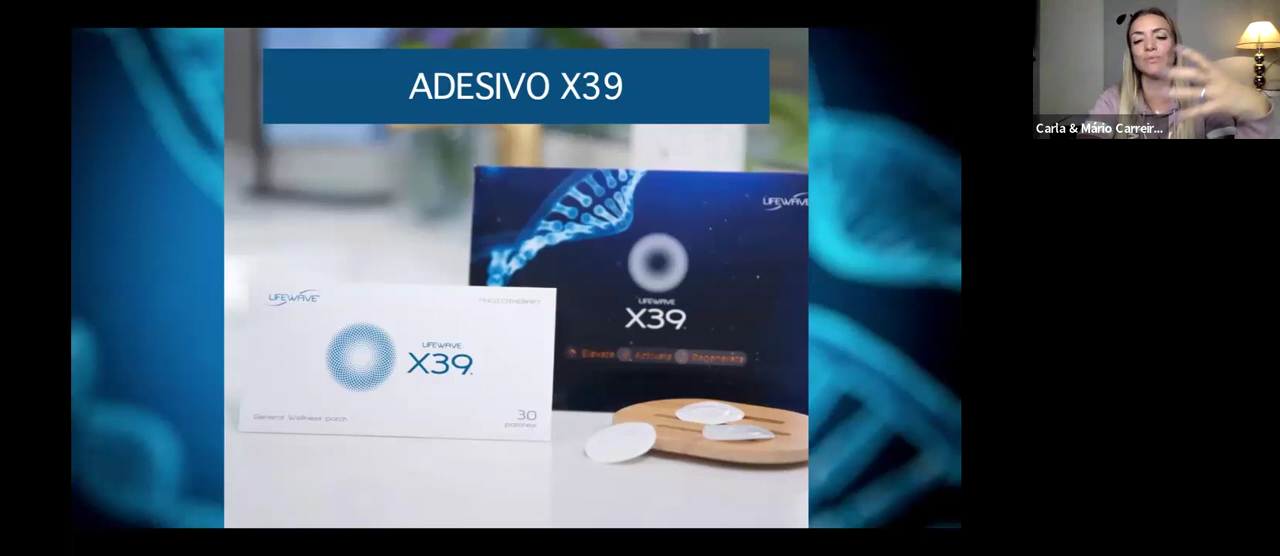 ADESIVO X39
Carla & Mário Carreir...
LIFEWAVE
LIFEWAVE
X39
Elevate Activate Regenerate
LIFEWAVE
PHOTOTHERAPY
LIFEWAVE
X39
General Wellness patch
30
patches